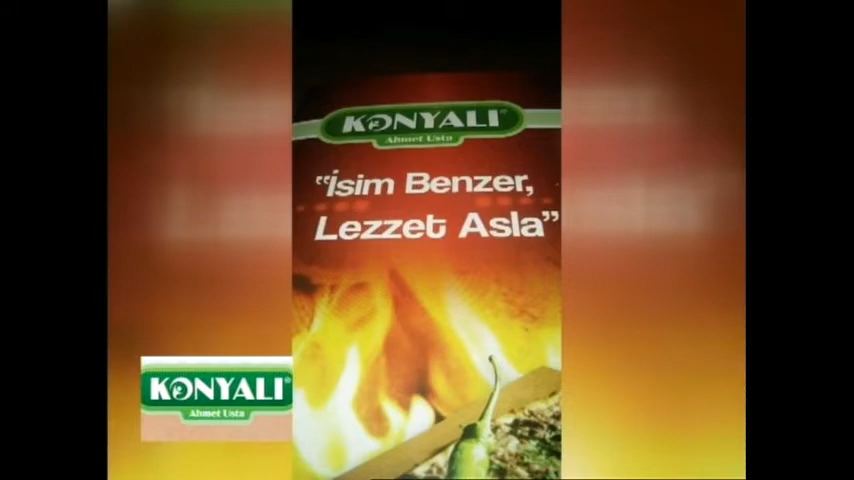 KONYALI®
Ahmet Usta
"İsim Benzer,
Lezzet Asla"
KONYALI®
Ahmet Usta